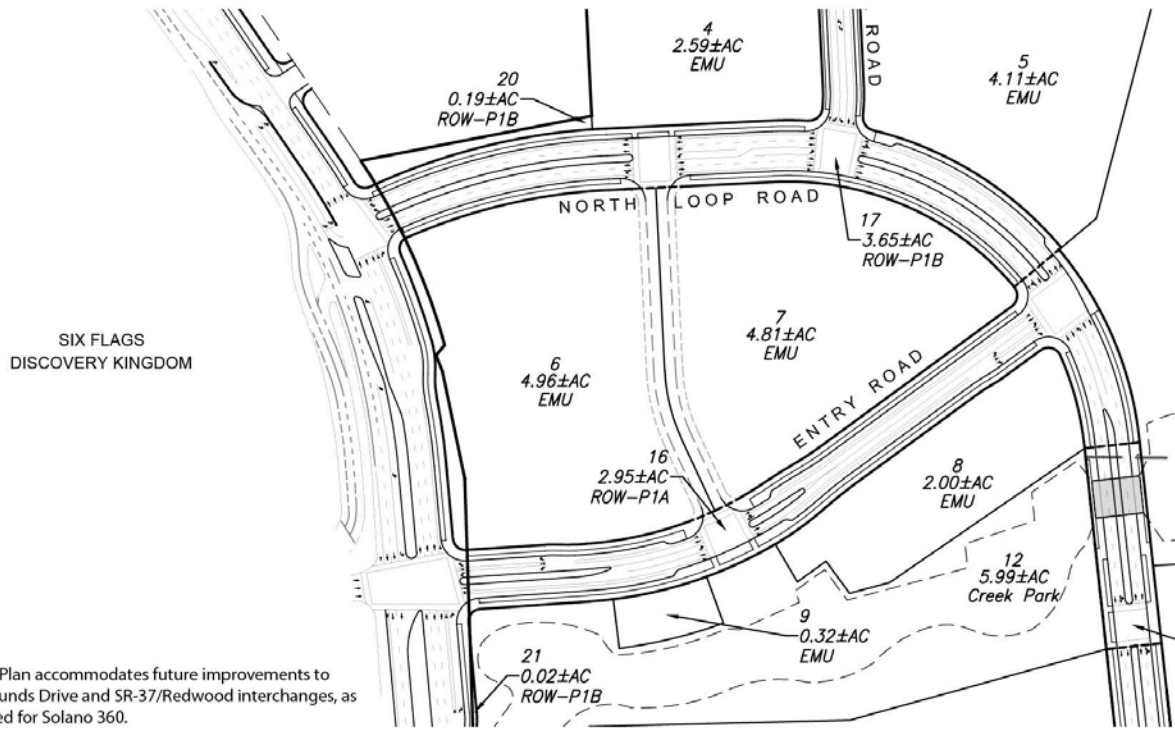 4
2.59±AC
EMU
ROAD
5
4.11±AC
EMU
20
0.19±AC
ROW-P1B
NORTH LOOP ROAD
17
3.65±AC
ROW-P1B
SIX FLAGS
DISCOVERY KINGDOM
6
4.96±AC
EMU
7
4.81±AC
EMU
ENTRY ROAD
16
2.95±AC
ROW-P1A
8
2.00±AC
EMU
12
5.99±AC
Creek Park
9
0.32±AC
EMU
21
0.02±AC
ROW-P1B
Plan accommodates future improvements to
unds Drive and SR-37/Redwood interchanges, as
ed for Solano 360.